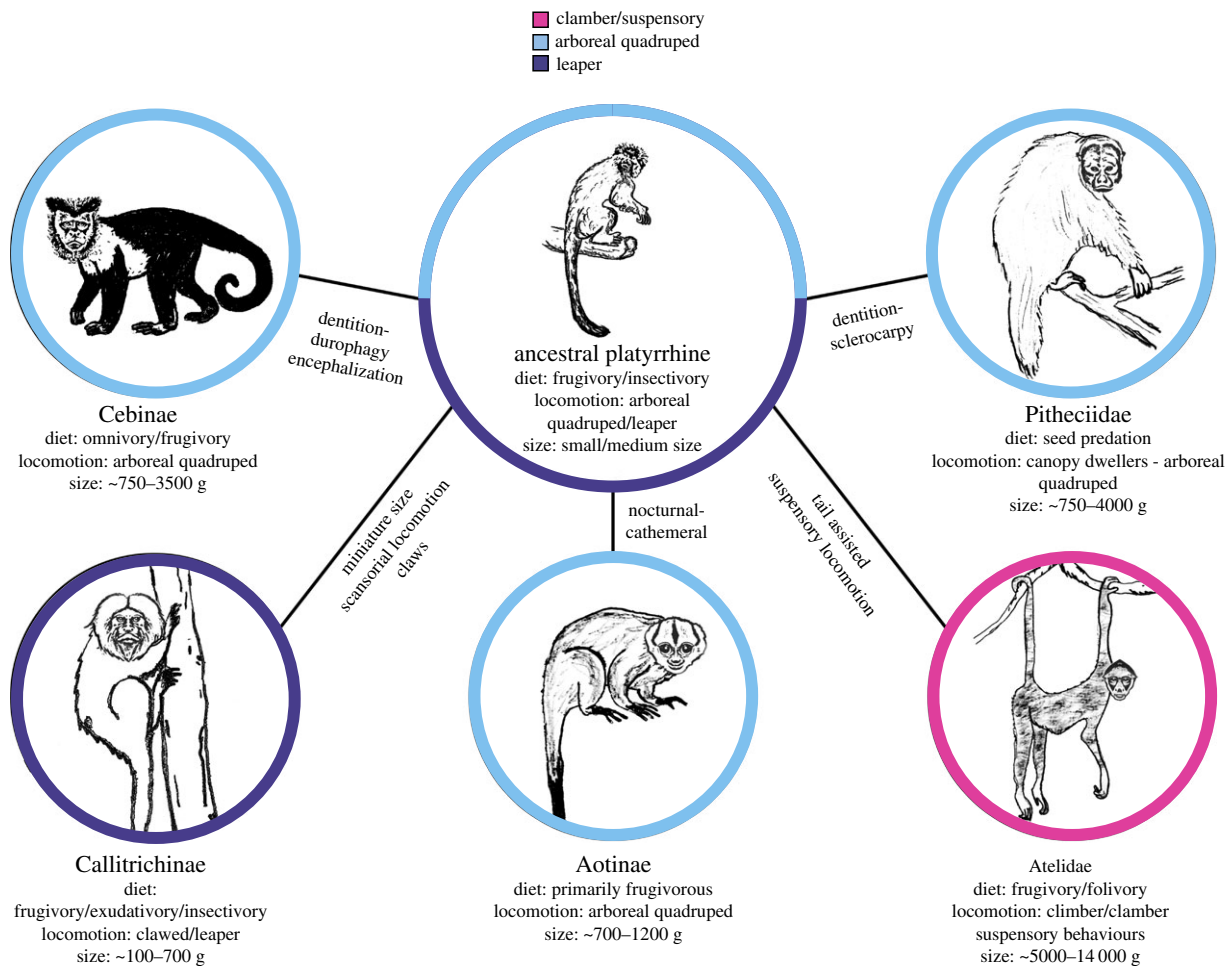 clamber/suspensory
arboreal quadruped
leaper
ancestral platyrrhine
diet: frugivory/insectivory
locomotion: arboreal
quadruped/leaper
size: small/medium size
dentition-
durophagy
encephalization
dentition-
sclerocarpy
Cebinae
diet: omnivory/frugivory
locomotion: arboreal quadruped
size: ~750–3500 g
Pitheciidae
diet: seed predation
locomotion: canopy dwellers - arboreal
quadruped
size: ~750–4000 g
miniature size
scansorial locomotion
claws
nocturnal-
cathemeral
tail assisted
suspensory locomotion
Callitrichinae
diet:
frugivory/exudativory/insectivory
locomotion: clawed/leaper
size: ~100–700 g
Aotinae
diet: primarily frugivorous
locomotion: arboreal quadruped
size: ~700–1200 g
Atelidae
diet: frugivory/folivory
locomotion: climber/clamber
suspensory behaviours
size: ~5000–14 000 g